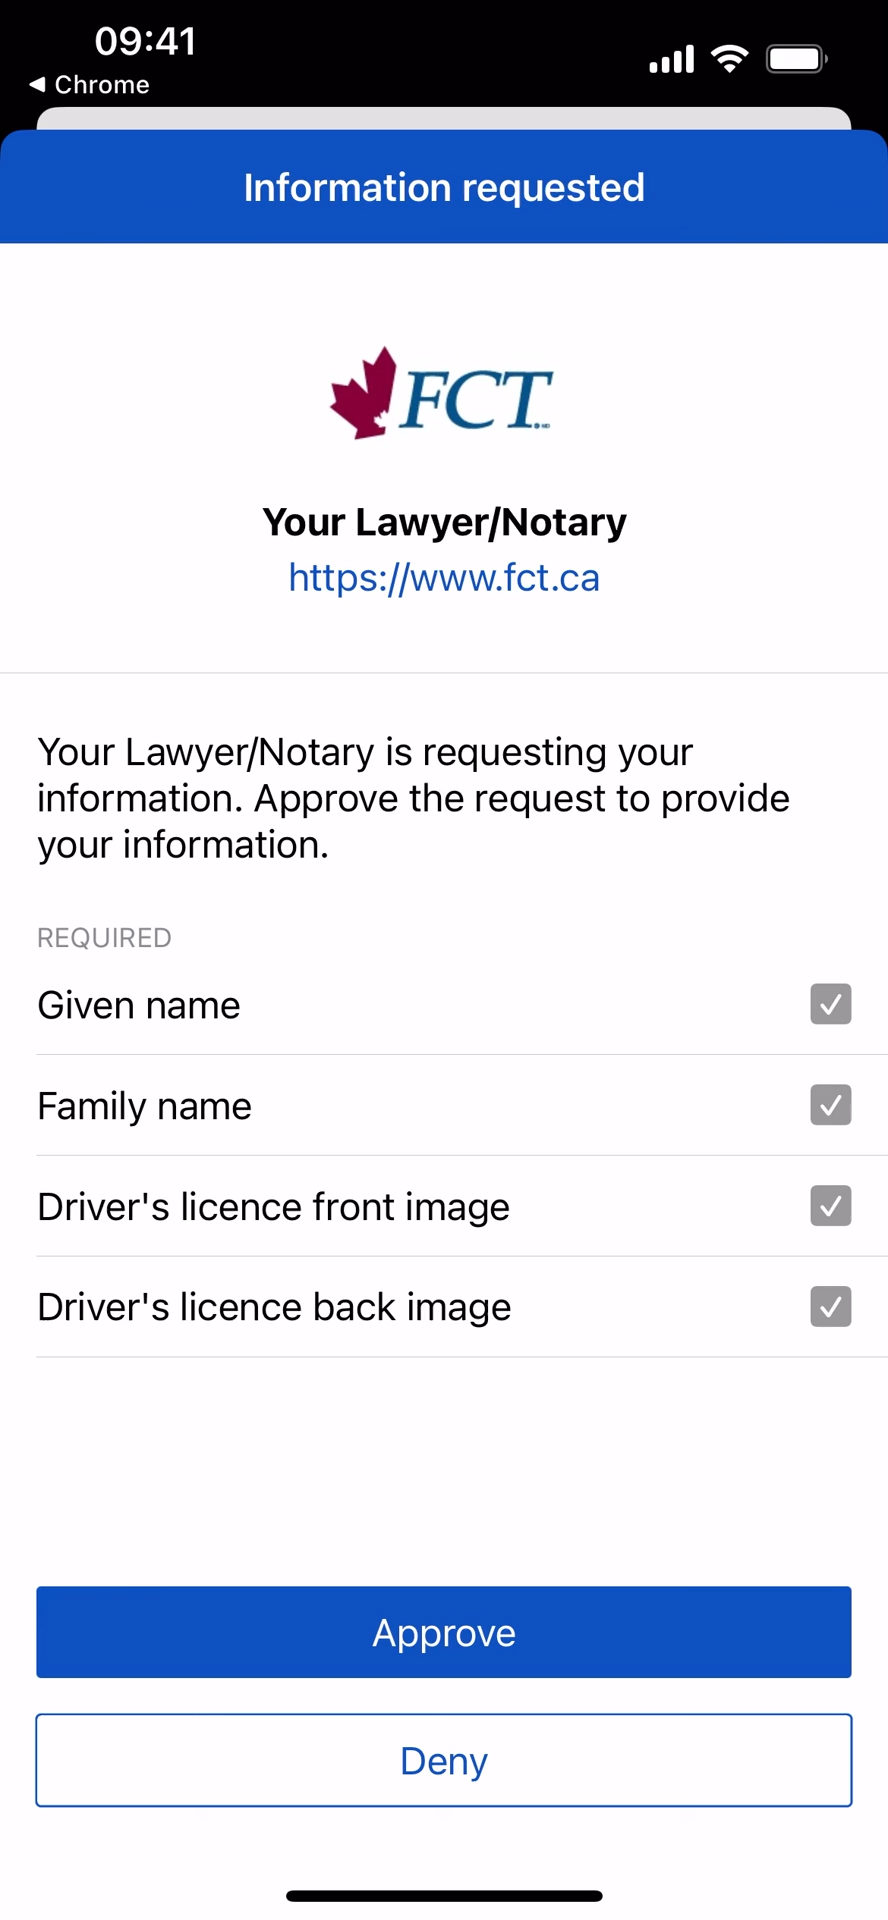 09:41
◀ Chrome
Information requested
FCT
Your Lawyer/Notary
https://www.fct.ca
Your Lawyer/Notary is requesting your
information. Approve the request to provide
your information.
REQUIRED
Given name
Family name
Driver's licence front image
Driver's licence back image
Approve
Deny